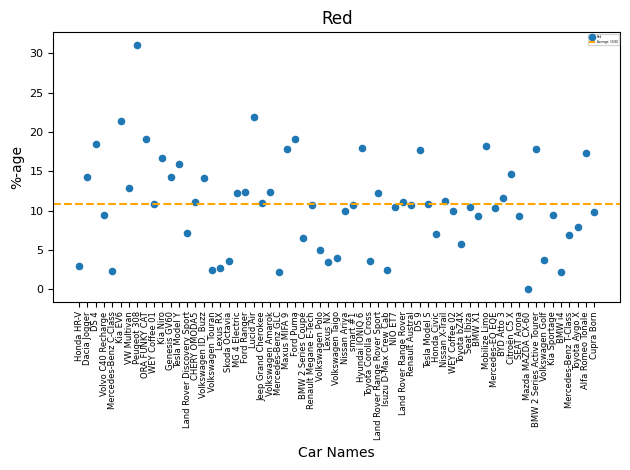 Red
30
25
20
15
10
5
0
%-age
Red
Honda HR-V
Dacia Jogger
DS 4
Volvo C40 Recharge
Mercedes-Benz C-Class
Kia EV6
VW Multivan
Peugeot 308
ORA FUNKY CAT
WEY Coffee 01
Kia Niro
Genesis GV60
Tesla Model Y
Land Rover Discovery Sport
CHERY OMODA5
Volkswagen ID. Buzz
Volkswagen Touran
Lexus RX
Skoda Octavia
MG 4 Electric
Ford Ranger
Lucid Air
Jeep Grand Cherokee
Volkswagen Amarok
Mercedes-Benz GLC
Maxus MIFA 9
Ford Puma
BMW 2 Series Coupe
Renault Megane E-Tech
Volkswagen Polo
Lexus NX
Volkswagen Taigo
Nissan Ariya
smart #1
Hyundai IONIQ 6
Toyota Corolla Cross
Land Rover Range Rover Sport
Isuzu D-Max Crew Cab
NIO ET7
Land Rover Range Rover
Renault Austral
DS 9
Tesla Model S
Honda Civic
Nissan X-Trail
WEY Coffee 02
Toyota bZ4X
Seat Ibiza
BMW X1
Mobilize Limo
Mercedes-EQ EQE
BYD Atto 3
Citroen C5 X
SEAT Arona
Mazda MAZDA CX-60
BMW 2 Series Active Tourer
Volkswagen Golf
Kia Sportage
BMW i4
Mercedes-Benz T-Class
Toyota Aygo X
Alfa Romeo Tonale
Cupra Born
Car Names